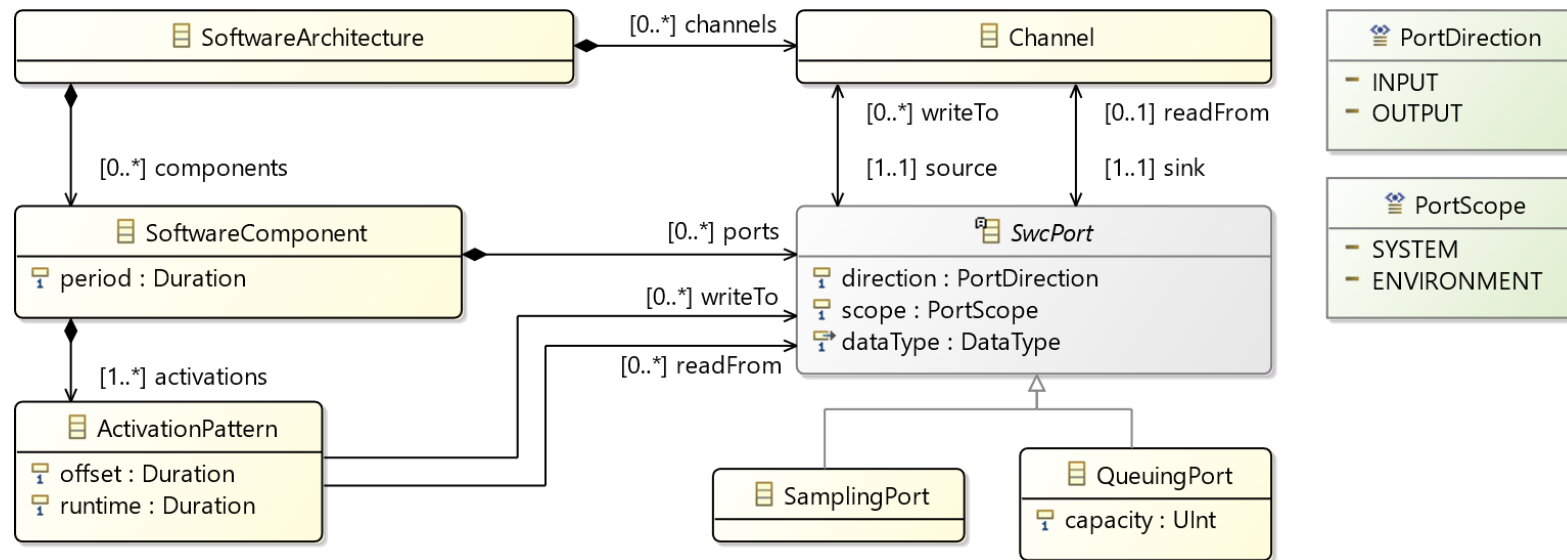 SoftwareArchitecture
[0..*] channels
Channel
PortDirection
INPUT
OUTPUT
[0..*] writeTo
[0..1] readFrom
[0..*] components
[1..1] source
[1..1] sink
PortScope
SYSTEM
ENVIRONMENT
SoftwareComponent
period : Duration
[0..*] ports
SwcPort
direction : PortDirection
scope : PortScope
dataType : DataType
[0..*] writeTo
[0..*] readFrom
[1..*] activations
ActivationPattern
offset : Duration
runtime : Duration
SamplingPort
QueuingPort
capacity : UInt